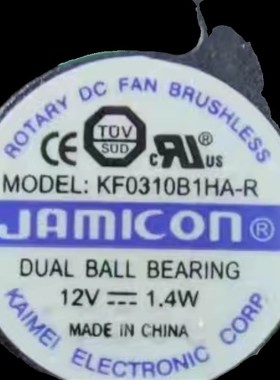 ROTARY DC FAN BRUSHLESS
CE TÜV SÜD c RU ® US
MODEL: KF0310B1HA-R
JAMICON ®
DUAL BALL BEARING
12V ⎓ 1.4W
MADE IN CHINA
KAIMEI ELECTRONIC CORP.